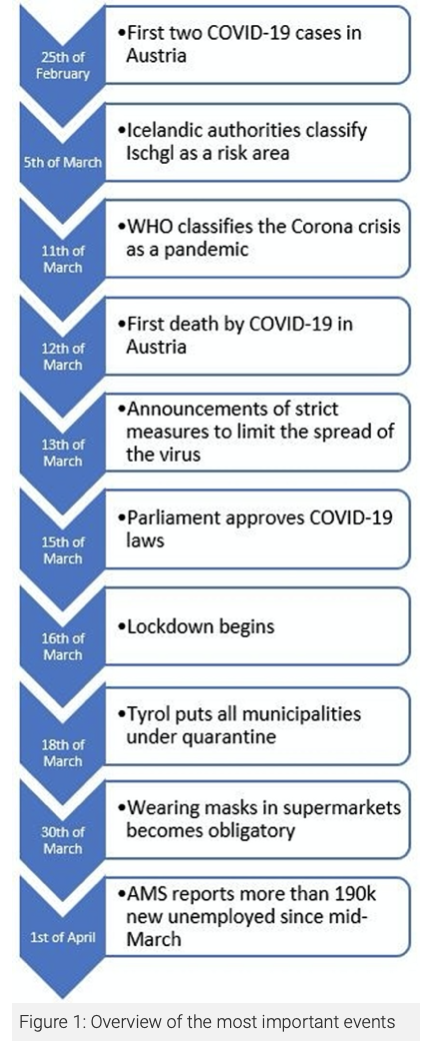 25th of
February
•First two COVID-19 cases in
Austria
5th of March
•Icelandic authorities classify
Ischgl as a risk area
11th of
March
•WHO classifies the Corona crisis
as a pandemic
12th of
March
•First death by COVID-19 in
Austria
13th of
March
•Announcements of strict
measures to limit the spread of
the virus
15th of
March
•Parliament approves COVID-19
laws
16th of
March
•Lockdown begins
18th of
March
•Tyrol puts all municipalities
under quarantine
30th of
March
•Wearing masks in supermarkets
becomes obligatory
1st of April
•AMS reports more than 190k
new unemployed since mid-
March
Figure 1: Overview of the most important events